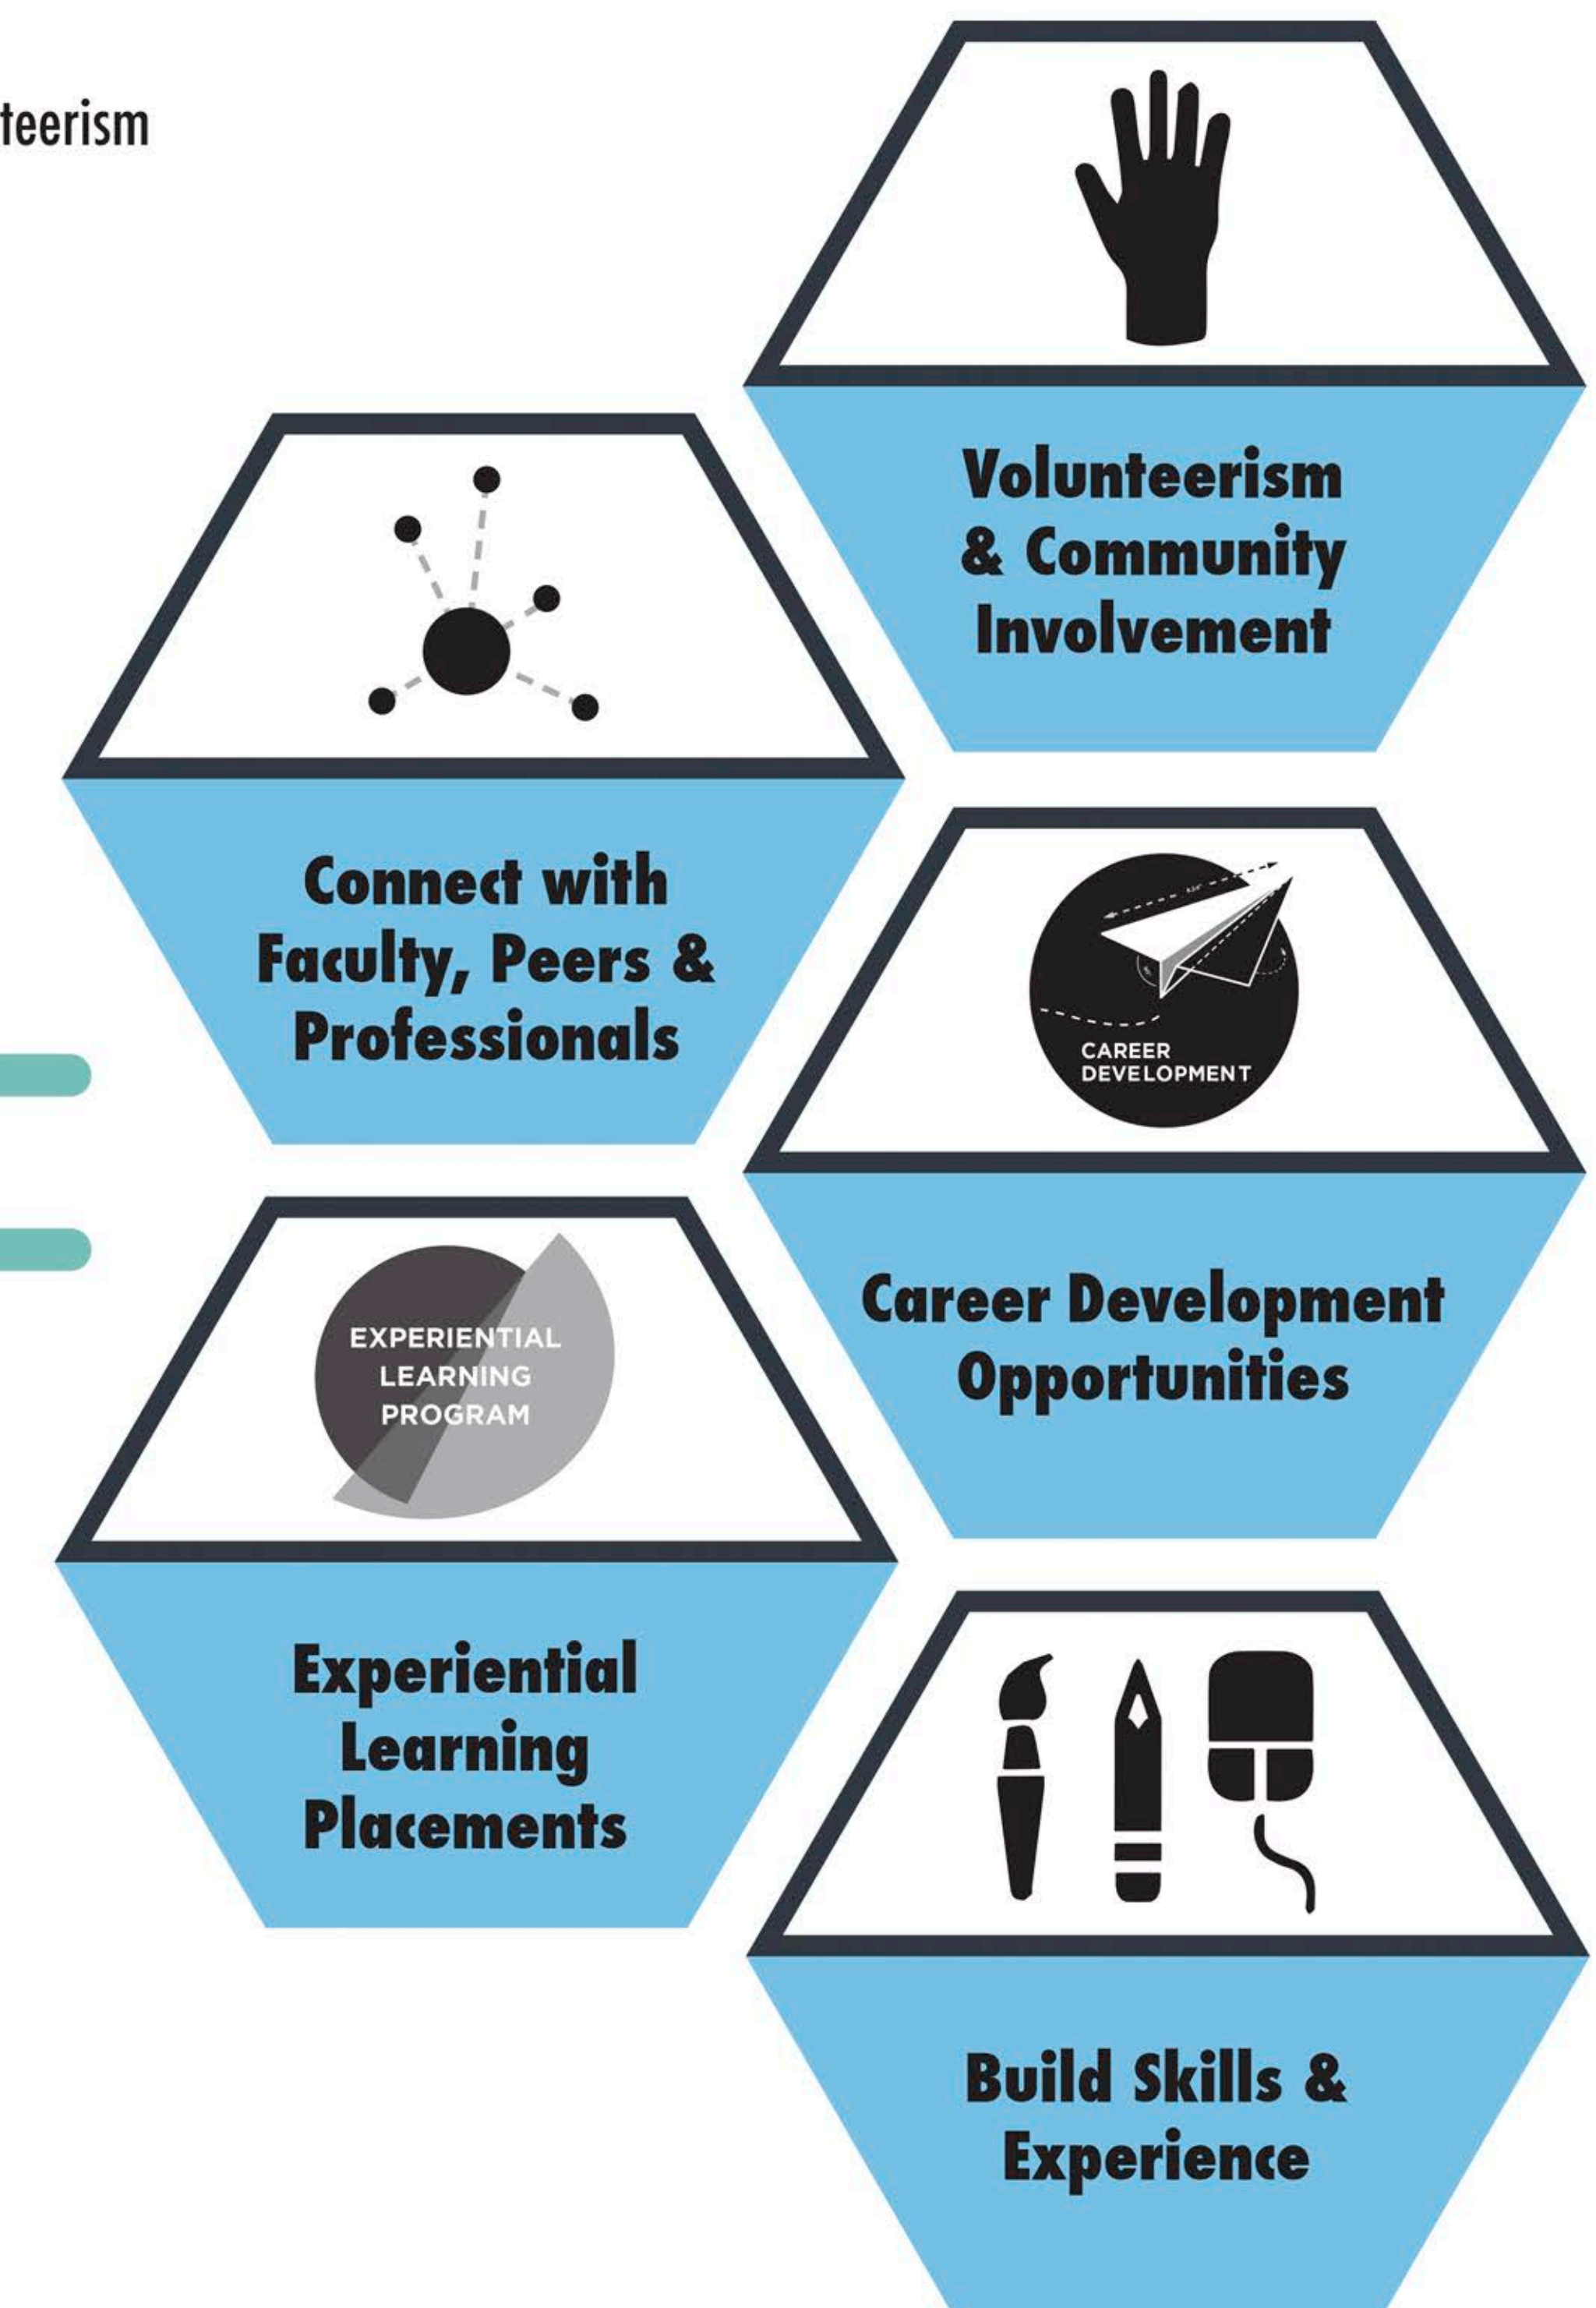 teerism
Volunteerism
& Community
Involvement
Connect with
Faculty, Peers &
Professionals
CAREER
DEVELOPMENT
Career Development
Opportunities
EXPERIENTIAL
LEARNING
PROGRAM
Experiential
Learning
Placements
Build Skills &
Experience